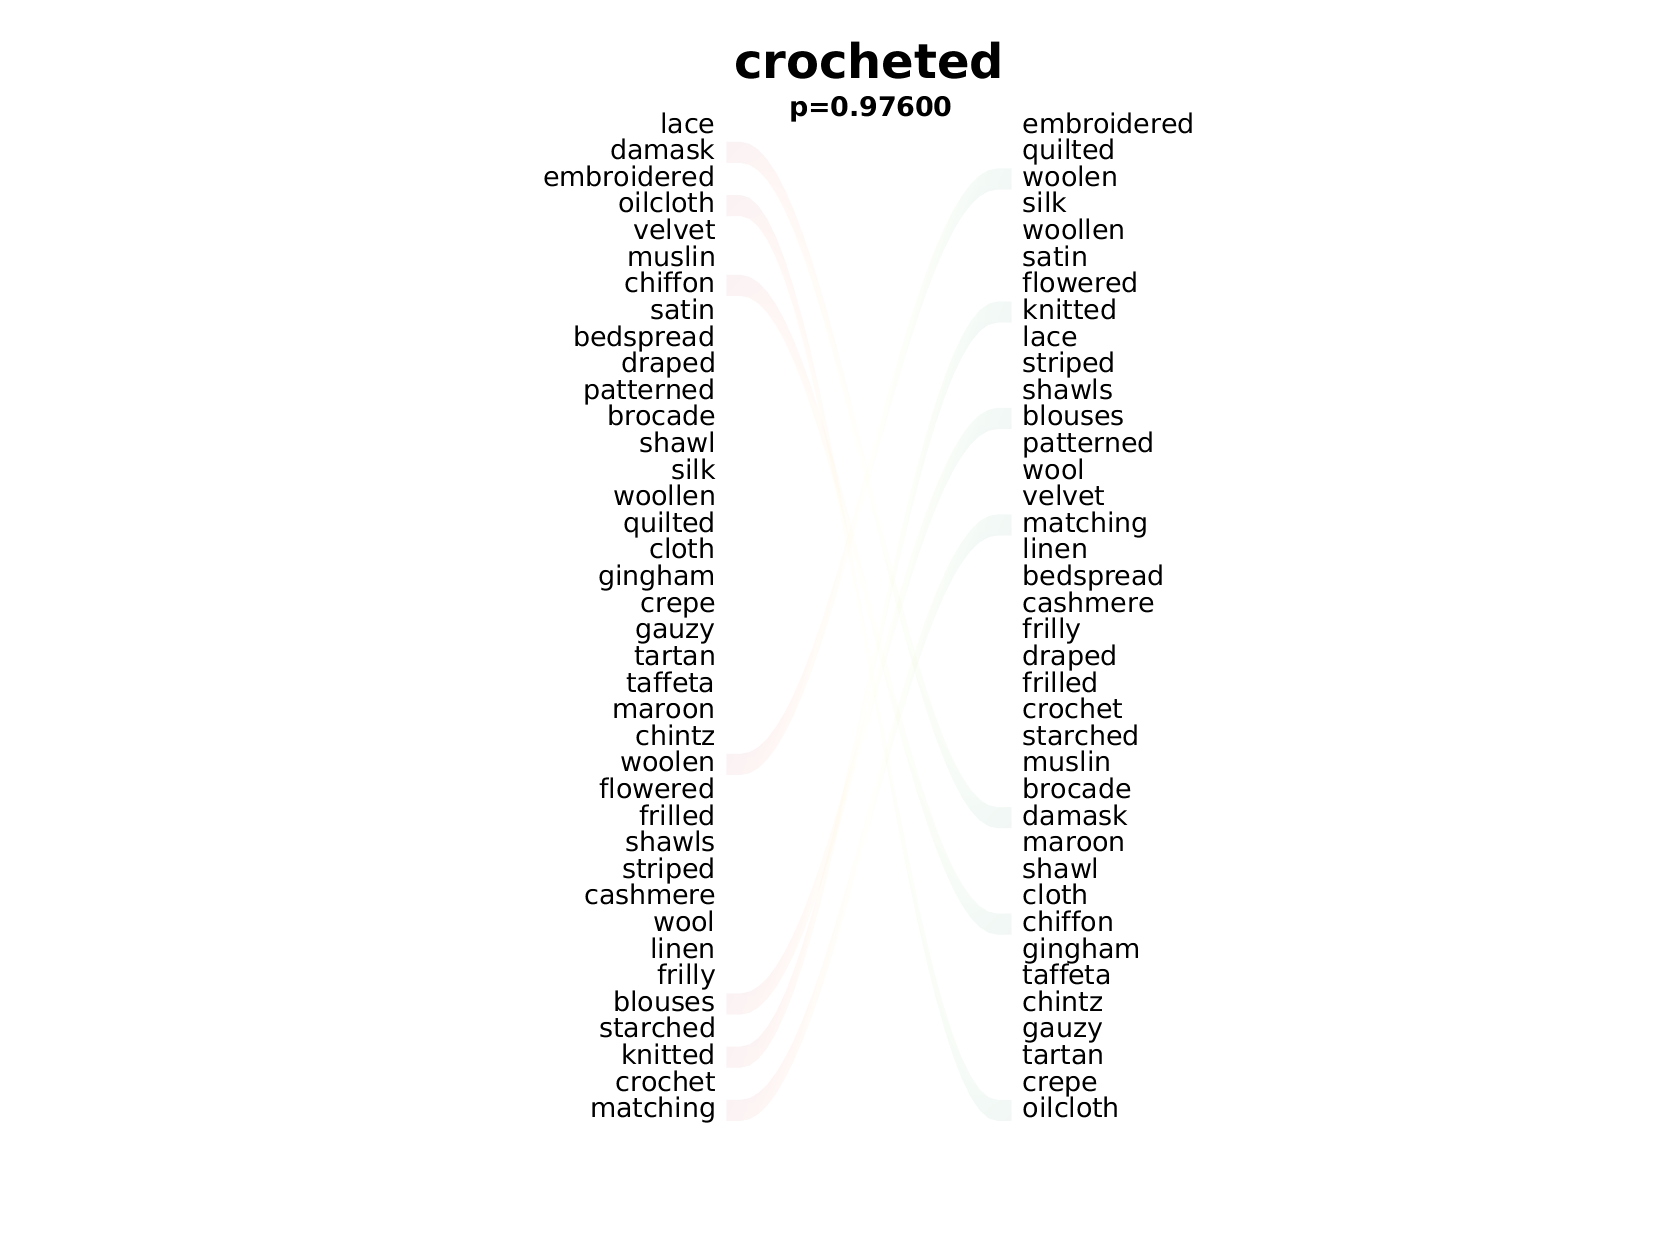 crocheted
p=0.97600
lace embroidered
damask quilted
embroidered woolen
oilcloth silk
velvet woollen
muslin satin
chiffon flowered
satin knitted
bedspread lace
draped striped
patterned shawls
brocade blouses
shawl patterned
silk wool
woollen velvet
quilted matching
cloth linen
gingham bedspread
crepe cashmere
gauzy frilly
tartan draped
taffeta frilled
maroon crochet
chintz starched
woolen muslin
flowered brocade
frilled damask
shawls maroon
striped shawl
cashmere cloth
wool chiffon
linen gingham
frilly taffeta
blouses chintz
starched gauzy
knitted tartan
crochet crepe
matching oilcloth